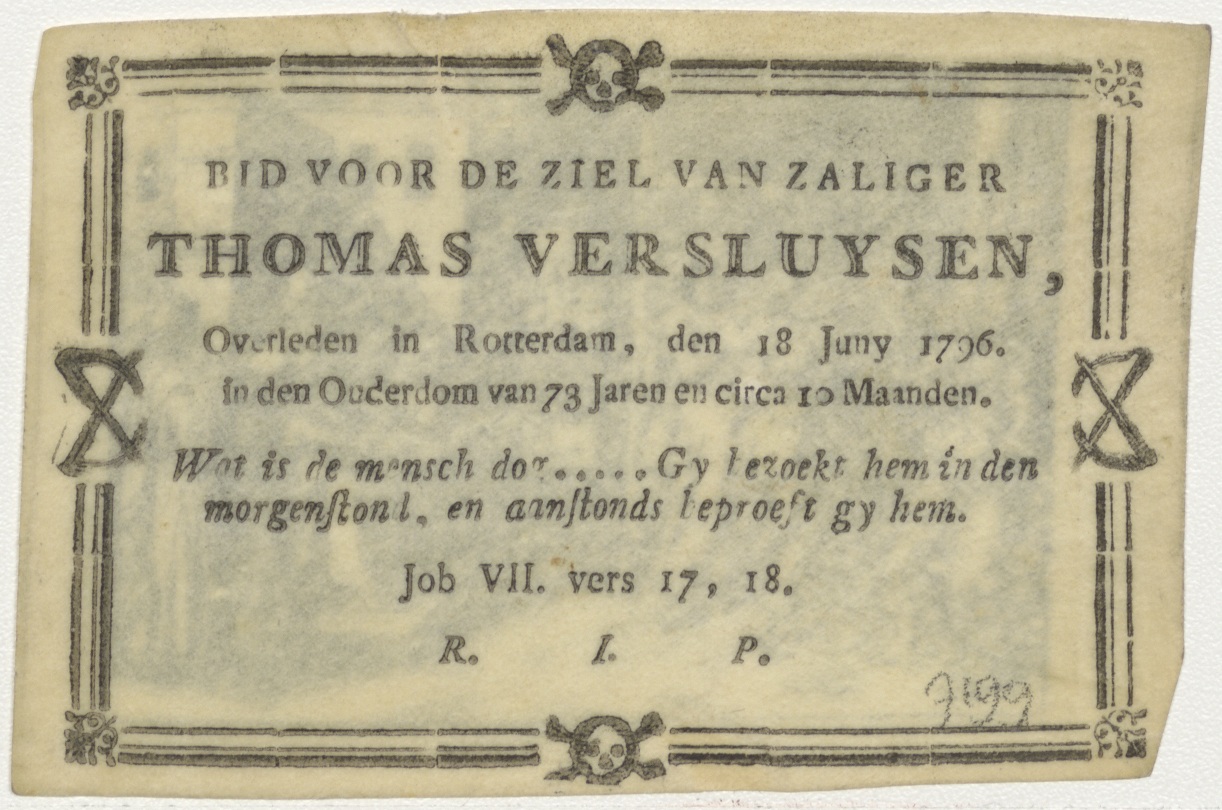 BID VOOR DE ZIEL VAN ZALIGER
THOMAS VERSLUYSEN,
Overleden in Rotterdam, den 18 Juny 1796.
in den Ouderdom van 73 Jaren en circa 10 Maanden.
Wat is de mensch dat..... Gy bezoekt hem in den
morgenſtond, en aanſtonds beproeft gy hem.
Job VII. vers 17, 18.
R. I. P.